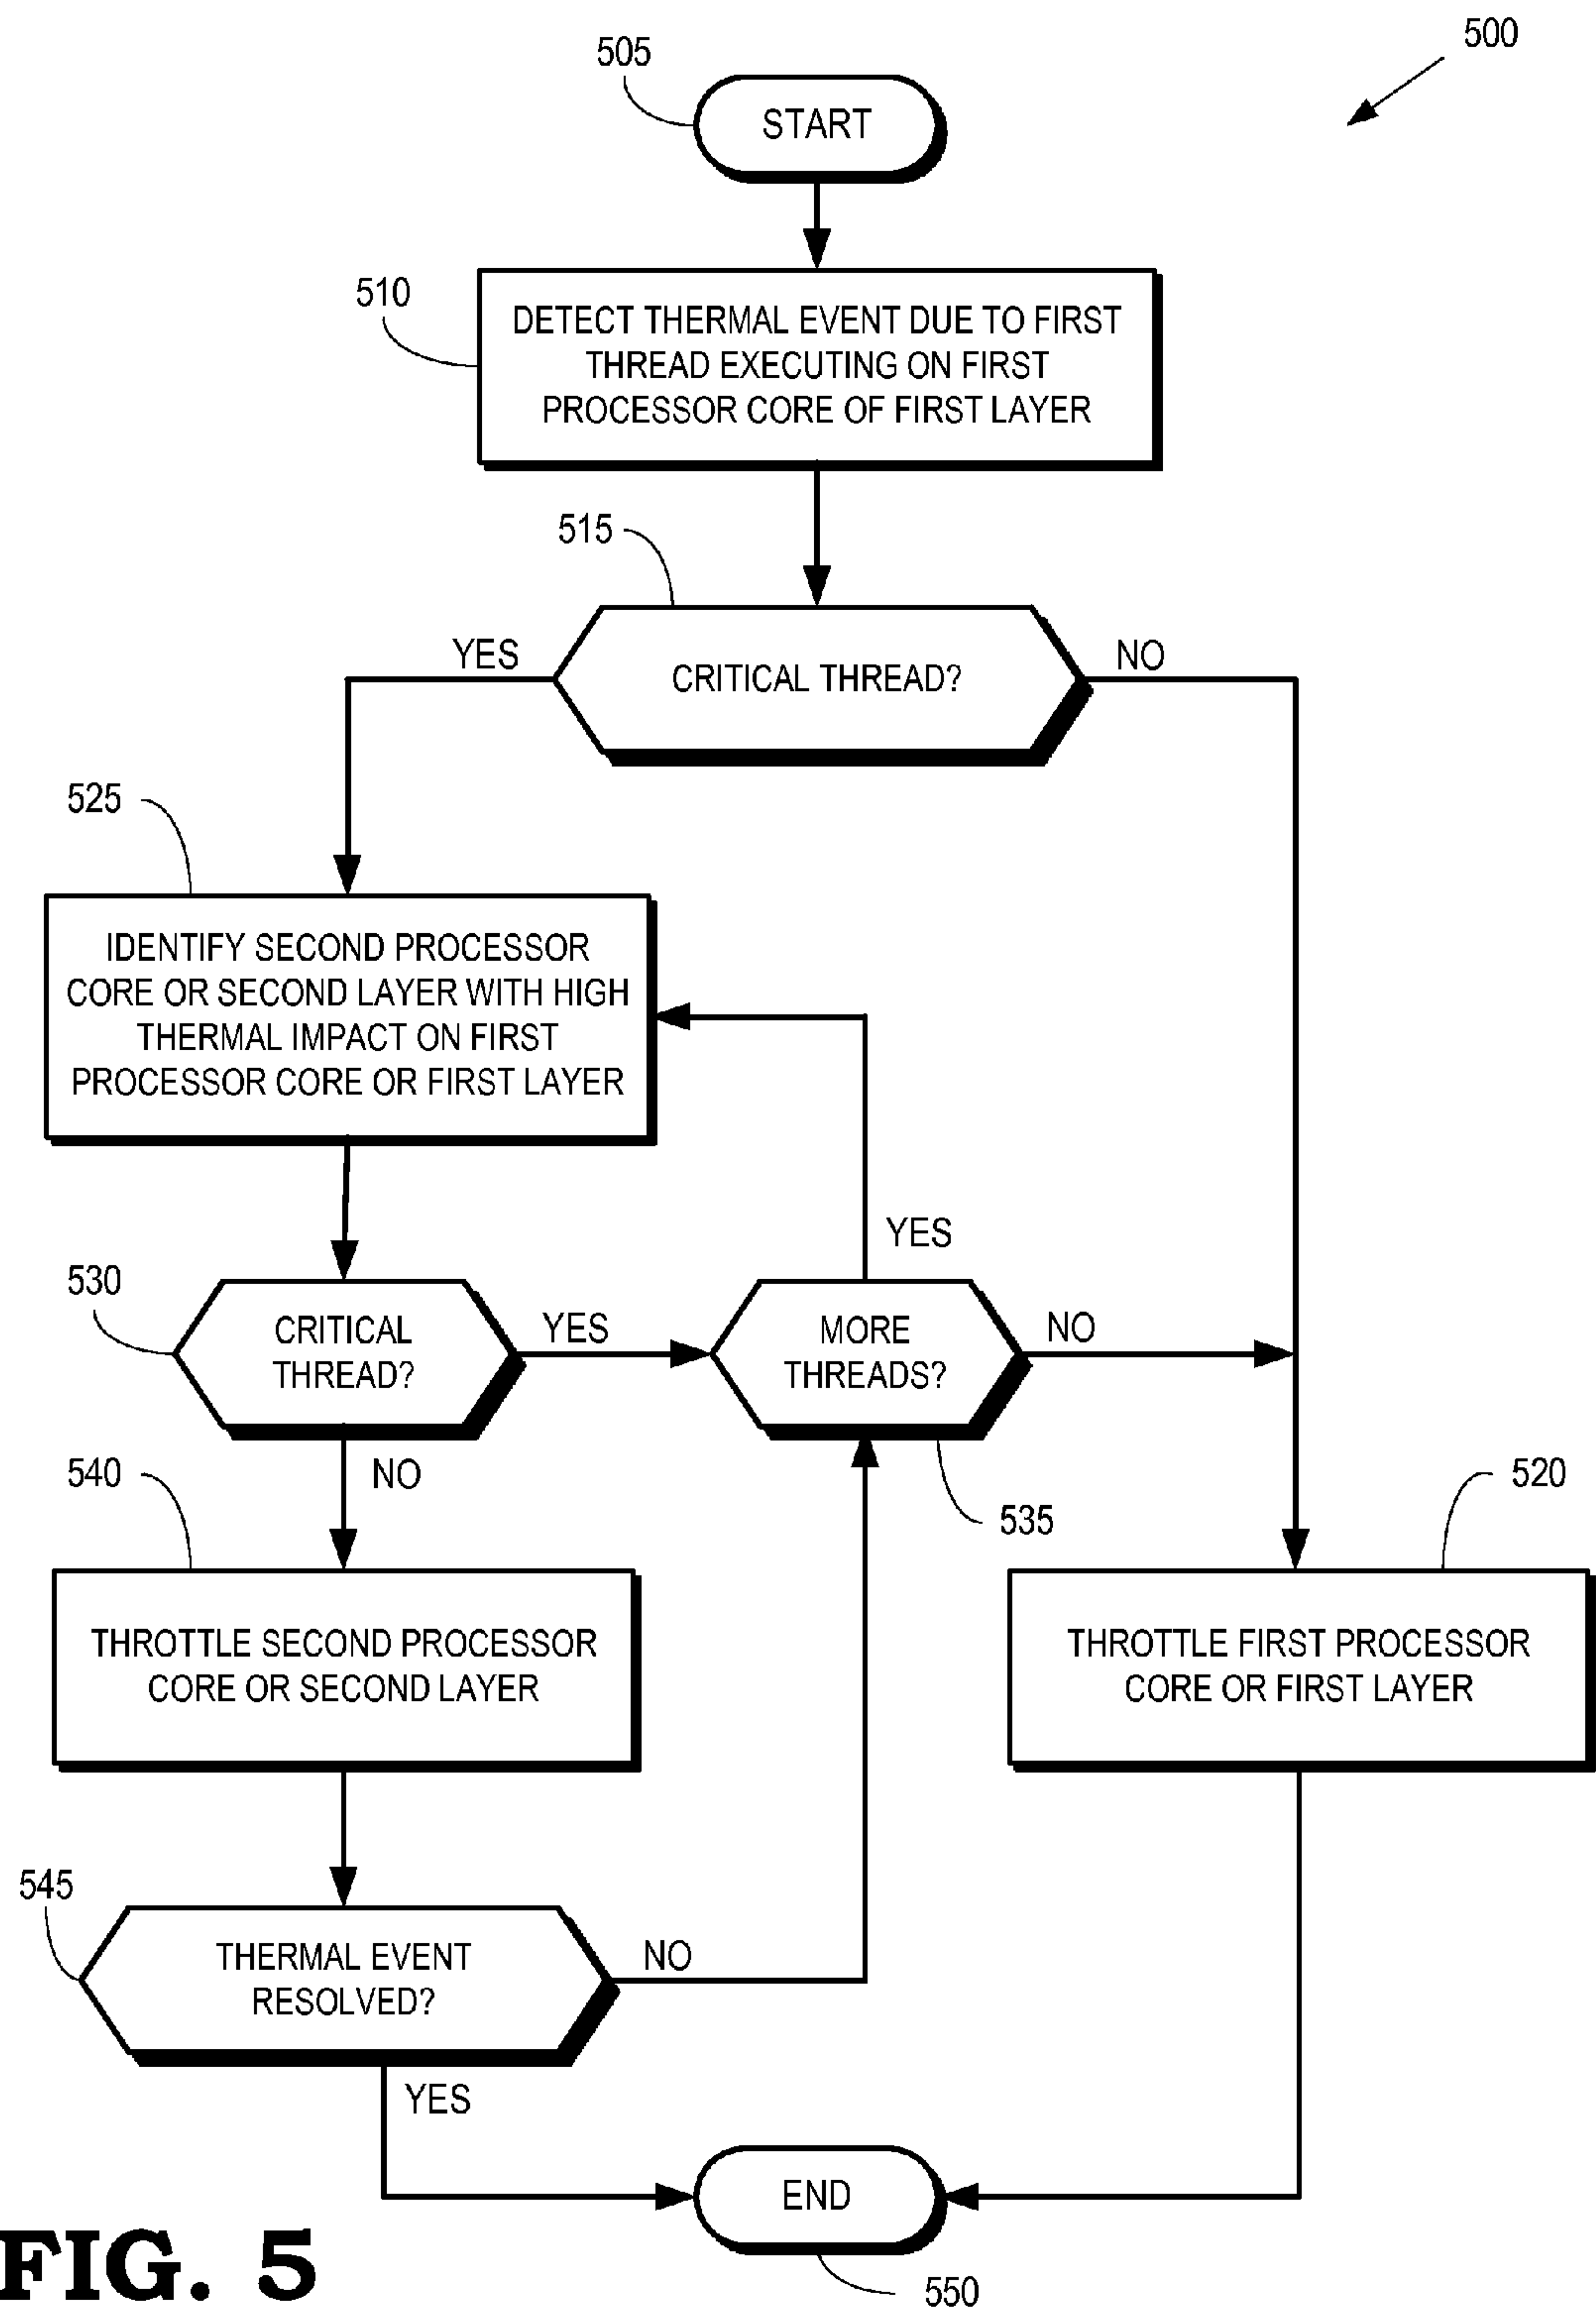 500
505
START
510
DETECT THERMAL EVENT DUE TO FIRST
THREAD EXECUTING ON FIRST
PROCESSOR CORE OF FIRST LAYER
515
YES
CRITICAL THREAD?
NO
525
IDENTIFY SECOND PROCESSOR
CORE OR SECOND LAYER WITH HIGH
THERMAL IMPACT ON FIRST
PROCESSOR CORE OR FIRST LAYER
YES
530
CRITICAL
THREAD?
YES
MORE
THREADS?
NO
540
NO
535
520
THROTTLE SECOND PROCESSOR
CORE OR SECOND LAYER
THROTTLE FIRST PROCESSOR
CORE OR FIRST LAYER
545
THERMAL EVENT
RESOLVED?
NO
YES
END
550
FIG. 5